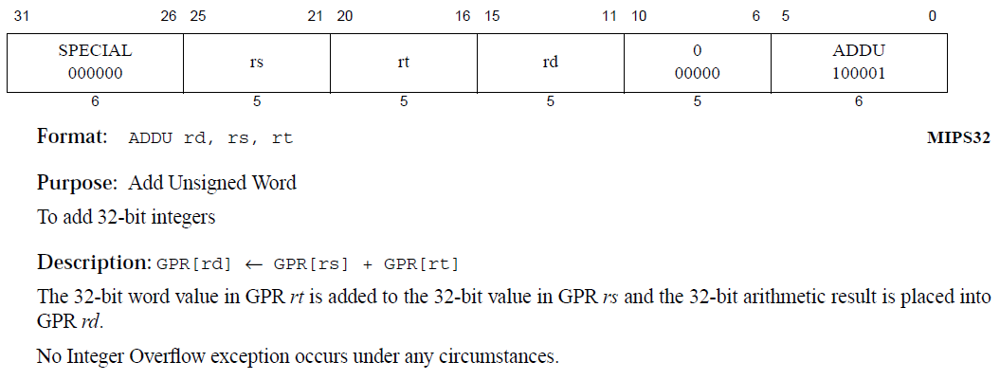 31 26 25 21 20 16 15 11 10 6 5 0
SPECIAL 0 ADDU
000000 rs rt rd 00000 100001
6 5 5 5 5 6
Format: ADDU rd, rs, rt MIPS32
Purpose: Add Unsigned Word
To add 32-bit integers
Description: GPR[rd] ← GPR[rs] + GPR[rt]
The 32-bit word value in GPR rt is added to the 32-bit value in GPR rs and the 32-bit arithmetic result is placed into
GPR rd.
No Integer Overflow exception occurs under any circumstances.